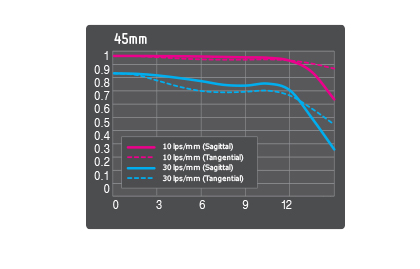 45mm
1
0.9
0.8
0.7
0.6
0.5
0.4
0.3
0.2
0.1
0
10 lps/mm (Sagittal)
10 lps/mm (Tangential)
30 lps/mm (Sagittal)
30 lps/mm (Tangential)
0 3 6 9 12